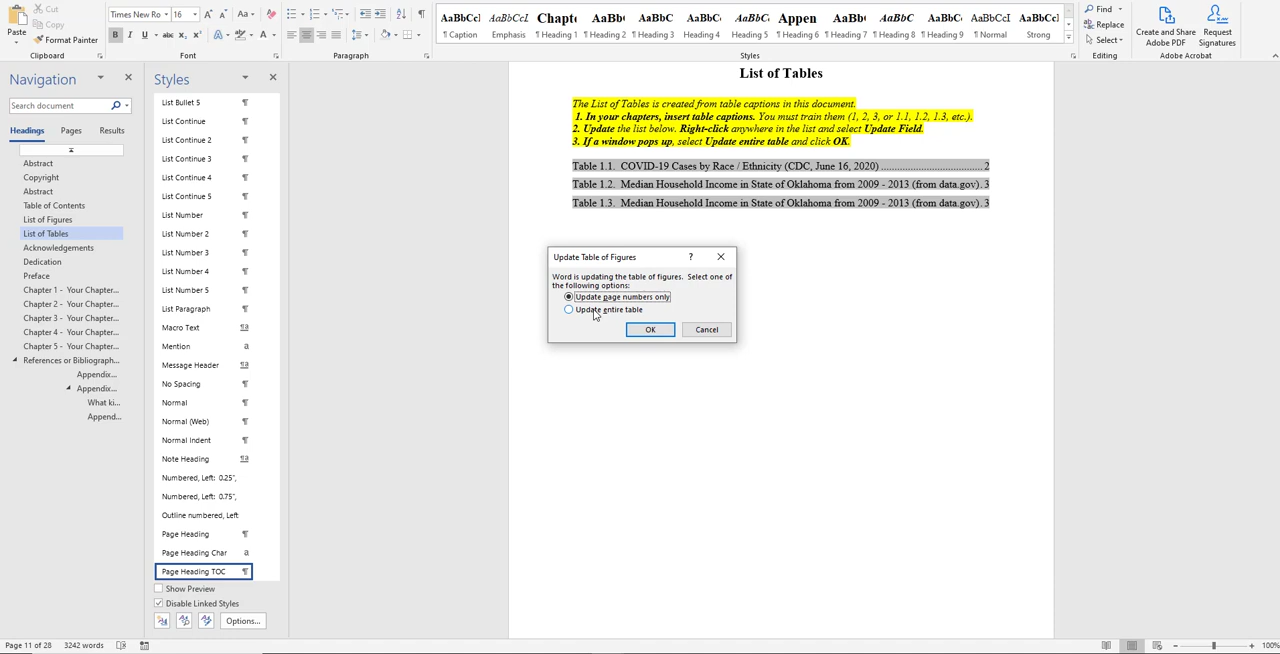 Cut
Copy
Format Painter
Paste
Clipboard
Times New Ro
16
Aa
B I U abc x₂ x²
Font
Paragraph
AaBbCcI AaBbCcL Chapt AaBb( AaBbC AaBbCc AaBbC Appen AaBb( AaBbC AaBbC AaBbCcI AaBbCcI
¶ Caption Emphasis ¶ Heading 1 ¶ Heading 2 ¶ Heading 3 Heading 4 Heading 5 ¶ Heading 6 ¶ Heading 7 ¶ Heading 8 ¶ Heading 9 ¶ Normal Strong
Styles
Find
Replace
Select
Editing
Create and Share
Adobe PDF
Request
Signatures
Adobe Acrobat
Navigation
Search document
Headings Pages Results
Abstract
Copyright
Abstract
Table of Contents
List of Figures
List of Tables
Acknowledgements
Dedication
Preface
Chapter 1 - Your Chapter...
Chapter 2 - Your Chapter...
Chapter 3 - Your Chapter...
Chapter 4 - Your Chapter...
Chapter 5 - Your Chapter...
References or Bibliograph...
Appendix...
Appendix...
What ki...
Append...
Styles
List Bullet 5 ¶
List Continue ¶
List Continue 2 ¶
List Continue 3 ¶
List Continue 4 ¶
List Continue 5 ¶
List Number ¶
List Number 2 ¶
List Number 3 ¶
List Number 4 ¶
List Number 5 ¶
List Paragraph ¶
Macro Text ¶a
Mention a
Message Header ¶a
No Spacing ¶
Normal ¶
Normal (Web) ¶
Normal Indent ¶
Note Heading ¶a
Numbered, Left: 0.25",
Numbered, Left: 0.75",
Outline numbered, Left
Page Heading ¶
Page Heading Char a
Page Heading TOC ¶
Show Preview
Disable Linked Styles
Options...
List of Tables
The List of Tables is created from table captions in this document.
1. In your chapters, insert table captions. You must train them (1, 2, 3, or 1.1, 1.2, 1.3, etc.).
2. Update the list below. Right-click anywhere in the list and select Update Field.
3. If a window pops up, select Update entire table and click OK.
Table 1.1. COVID-19 Cases by Race / Ethnicity (CDC, June 16, 2020) ..................................... 2
Table 1.2. Median Household Income in State of Oklahoma from 2009 - 2013 (from data.gov). 3
Table 1.3. Median Household Income in State of Oklahoma from 2009 - 2013 (from data.gov). 3
Update Table of Figures ?
Word is updating the table of figures. Select one of
the following options:
Update page numbers only
Update entire table
OK Cancel
Page 11 of 28 3242 words
100%